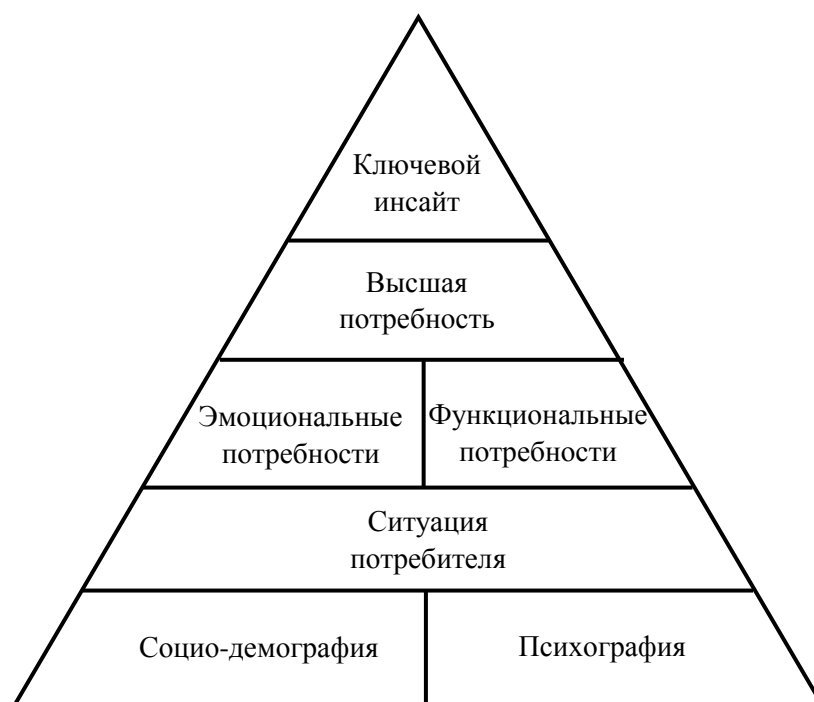 Ключевой
инсайт
Высшая
потребность
Эмоциональные
потребности
Функциональные
потребности
Ситуация
потребителя
Социо-демография
Психография